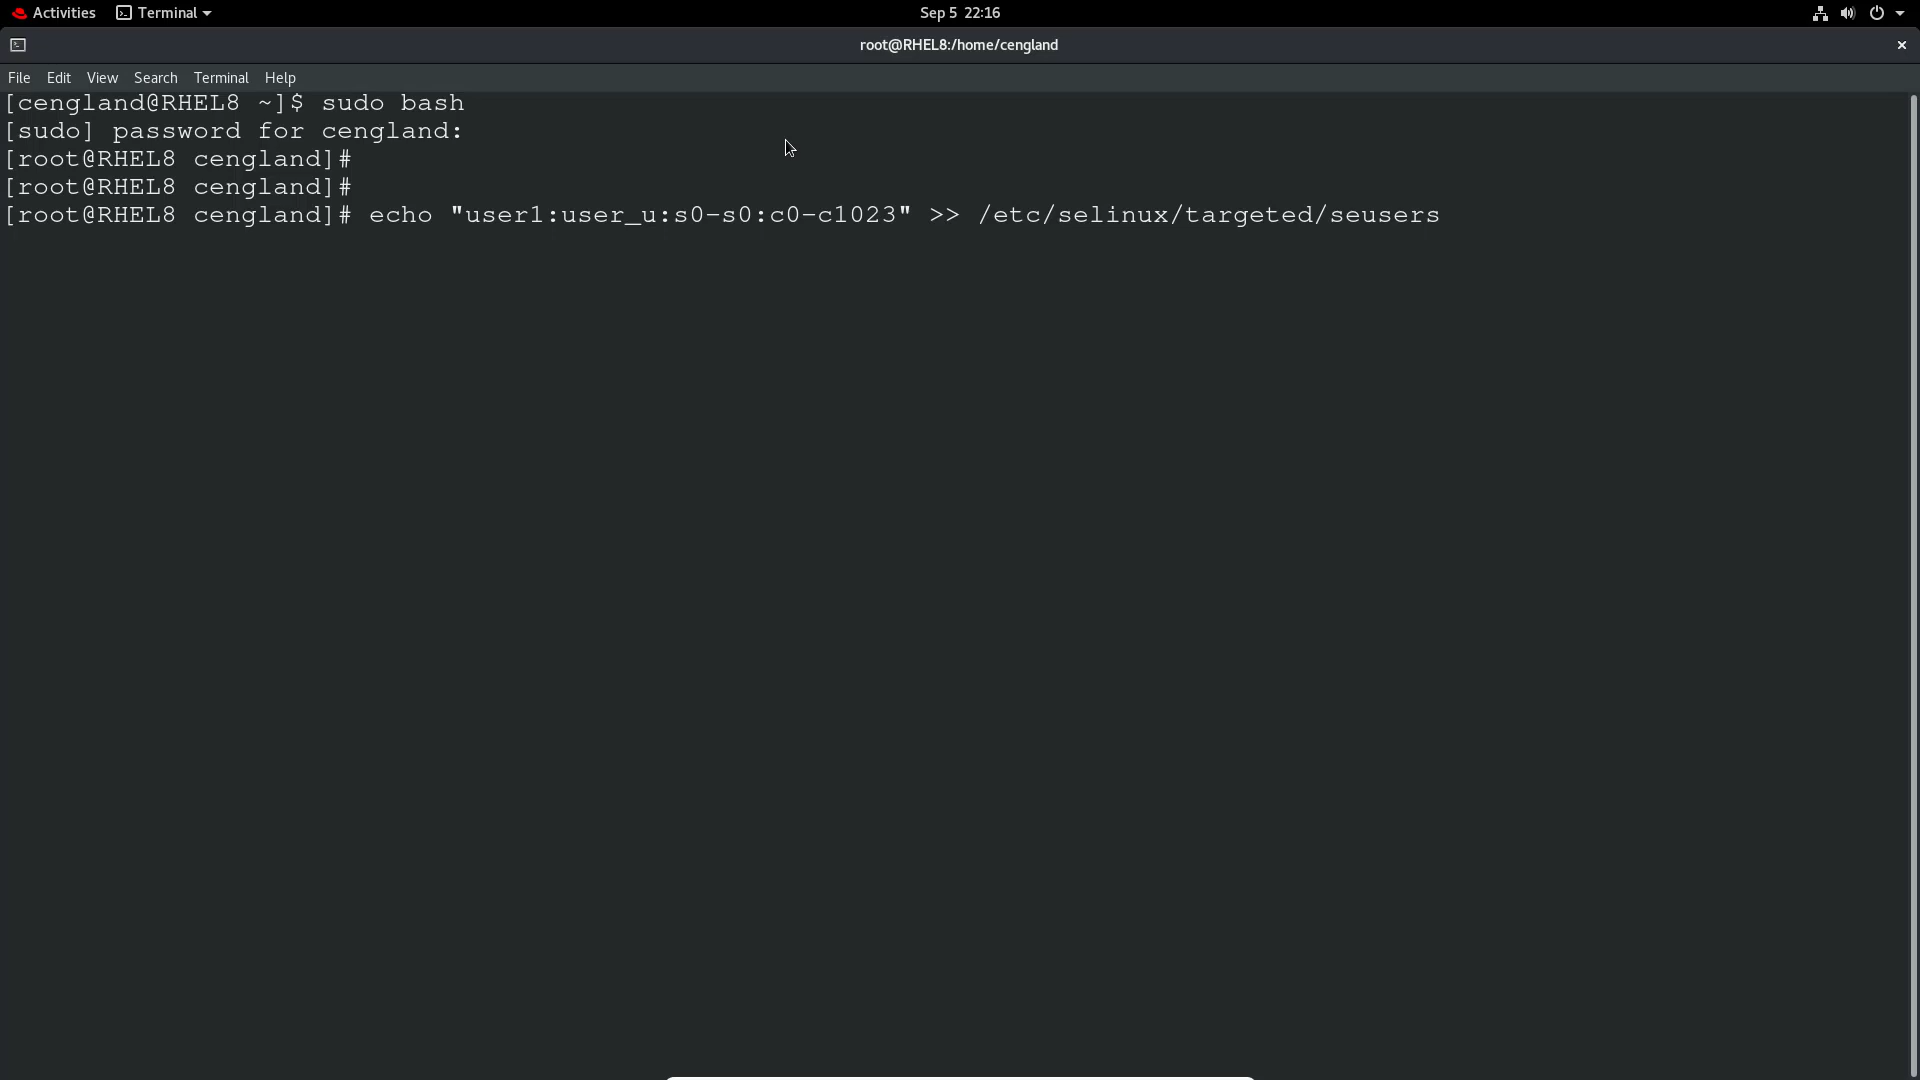 Activities Terminal Sep 5 22:16
root@RHEL8:/home/cengland
File Edit View Search Terminal Help
[cengland@RHEL8 ~]$ sudo bash
[sudo] password for cengland:
[root@RHEL8 cengland]#
[root@RHEL8 cengland]#
[root@RHEL8 cengland]# echo "user1:user_u:s0-s0:c0-c1023" >> /etc/selinux/targeted/seusers